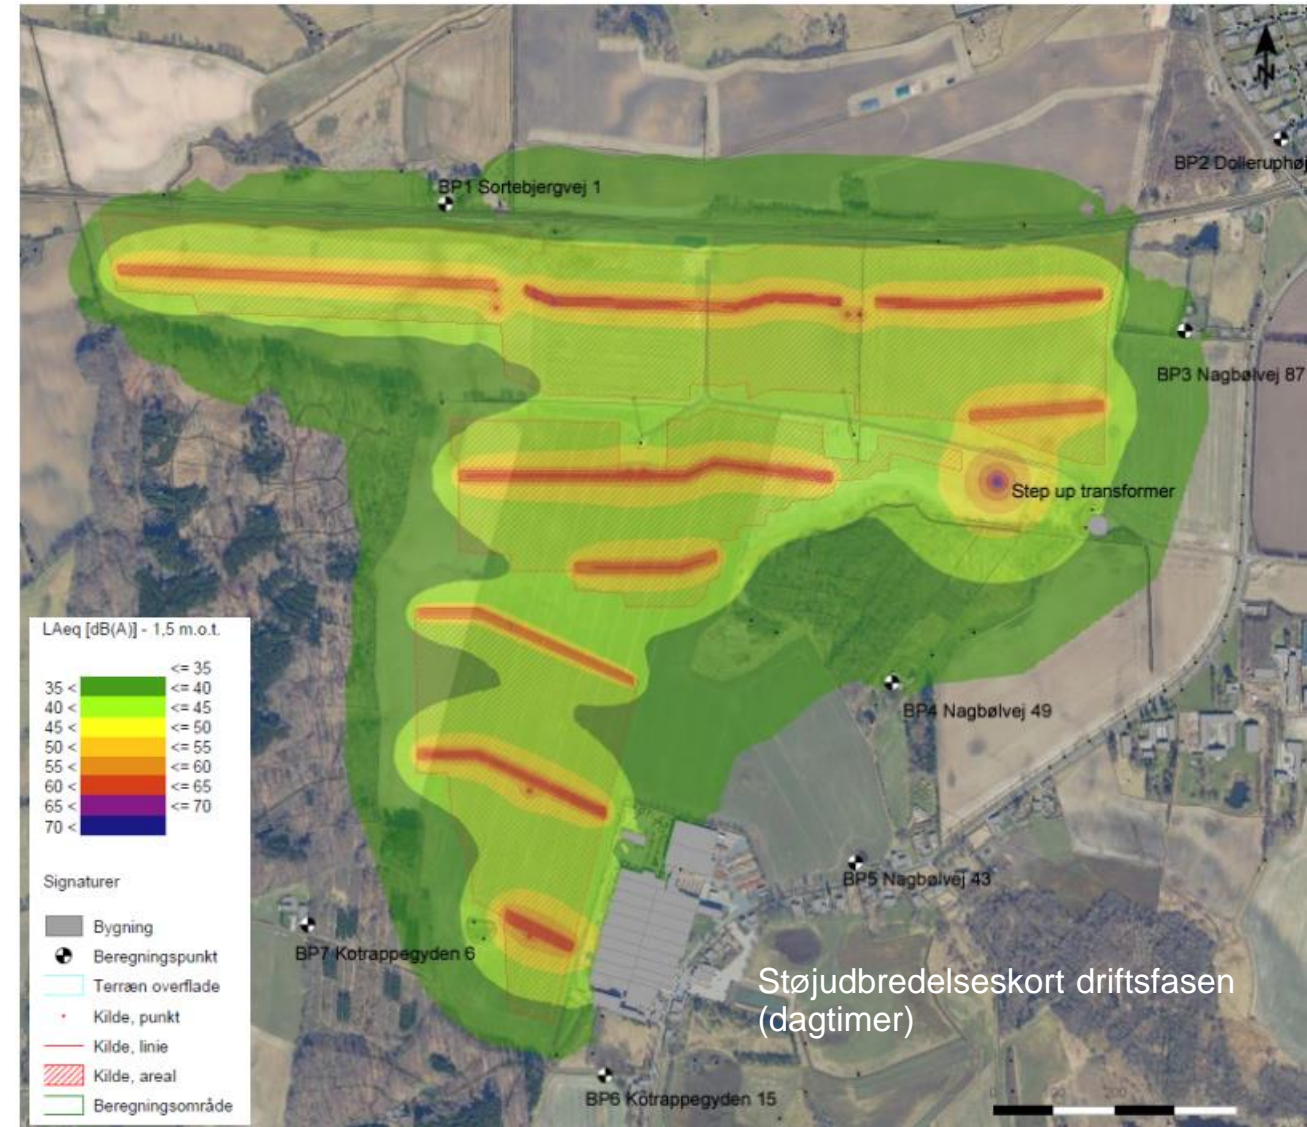 N
BP2 Dolleruphøj
BP1 Sortebjergvej 1
BP3 Nagbølvej 87
Step up transformer
BP4 Nagbølvej 49
BP5 Nagbølvej 43
BP7 Kotrappegyden 6
BP6 Kotrappegyden 15
Støjudbredelseskort driftsfasen
(dagtimer)
LAeq [dB(A)] - 1,5 m.o.t.
<= 35
35 < <= 40
40 < <= 45
45 < <= 50
50 < <= 55
55 < <= 60
60 < <= 65
65 < <= 70
70 <
Signaturer
Bygning
Beregningspunkt
Terræn overflade
Kilde, punkt
Kilde, linie
Kilde, areal
Beregningsområde